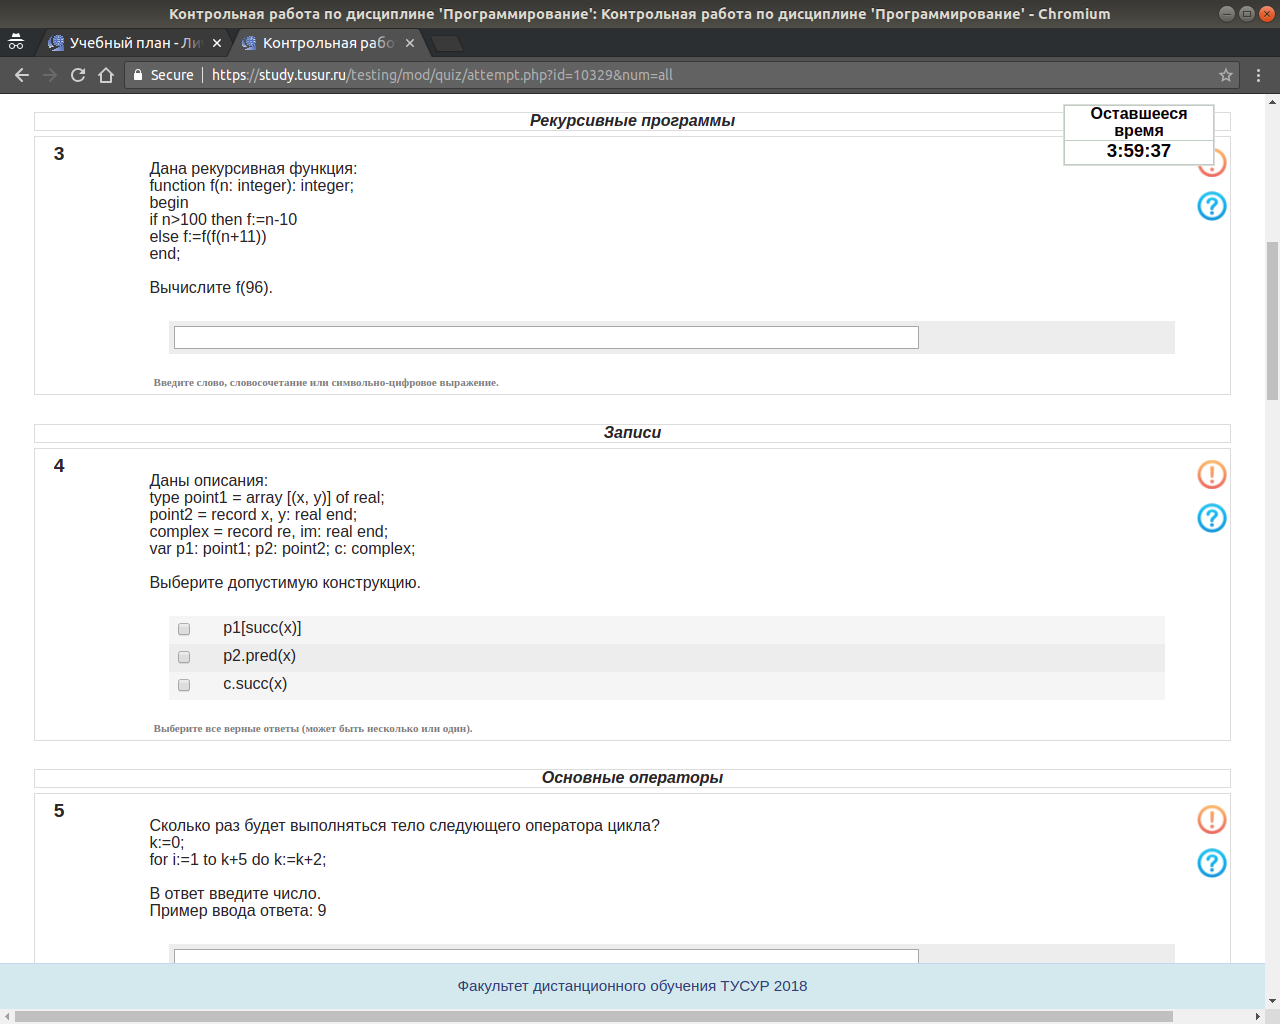 Контрольная работа по дисциплине 'Программирование': Контрольная работа по дисциплине 'Программирование' - Chromium
Учебный план - Ли
Контрольная рабо
Secure
https://study.tusur.ru/testing/mod/quiz/attempt.php?id=10329&num=all
Рекурсивные программы
Оставшееся
время
3:59:37
3
Дана рекурсивная функция:
function f(n: integer): integer;
begin
if n>100 then f:=n-10
else f:=f(f(n+11))
end;
Вычислите f(96).
Введите слово, словосочетание или символьно-цифровое выражение.
Записи
4
Даны описания:
type point1 = array [(x, y)] of real;
point2 = record x, y: real end;
complex = record re, im: real end;
var p1: point1; p2: point2; c: complex;
Выберите допустимую конструкцию.
p1[succ(x)]
p2.pred(x)
c.succ(x)
Выберите все верные ответы (может быть несколько или один).
Основные операторы
5
Сколько раз будет выполняться тело следующего оператора цикла?
k:=0;
for i:=1 to k+5 do k:=k+2;
В ответ введите число.
Пример ввода ответа: 9
Факультет дистанционного обучения ТУСУР 2018